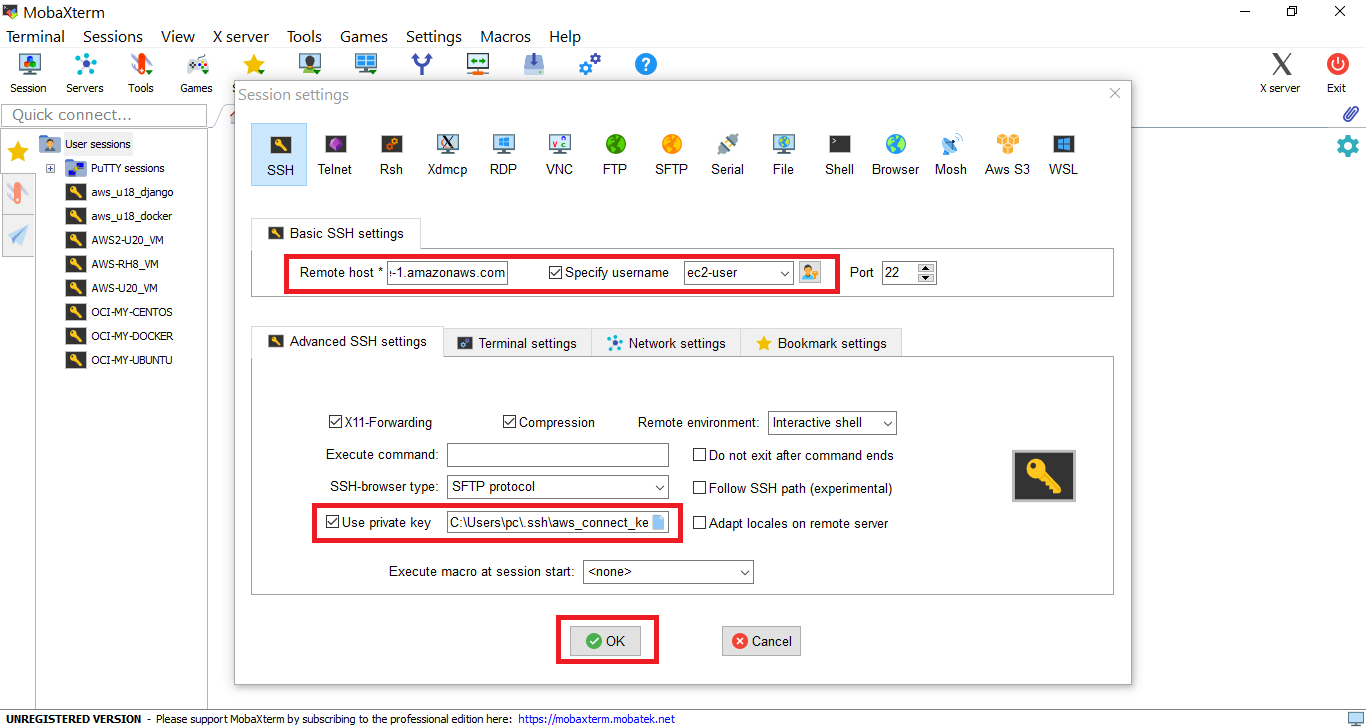 MobaXterm
Terminal Sessions View X server Tools Games Settings Macros Help
Session Servers Tools Games X server Exit
Quick connect...
User sessions
PuTTY sessions
aws_u18_django
aws_u18_docker
AWS2-U20_VM
AWS-RH8_VM
AWS-U20_VM
OCI-MY-CENTOS
OCI-MY-DOCKER
OCI-MY-UBUNTU
Session settings
SSH Telnet Rsh Xdmcp RDP VNC FTP SFTP Serial File Shell Browser Mosh Aws S3 WSL
Basic SSH settings
Remote host * -1.amazonaws.com Specify username ec2-user Port 22
Advanced SSH settings Terminal settings Network settings Bookmark settings
X11-Forwarding Compression Remote environment: Interactive shell
Execute command: Do not exit after command ends
SSH-browser type: SFTP protocol Follow SSH path (experimental)
Use private key C:\Users\pc\.ssh\aws_connect_ke Adapt locales on remote server
Execute macro at session start: <none>
OK Cancel
UNREGISTERED VERSION - Please support MobaXterm by subscribing to the professional edition here: https://mobaxterm.mobatek.net